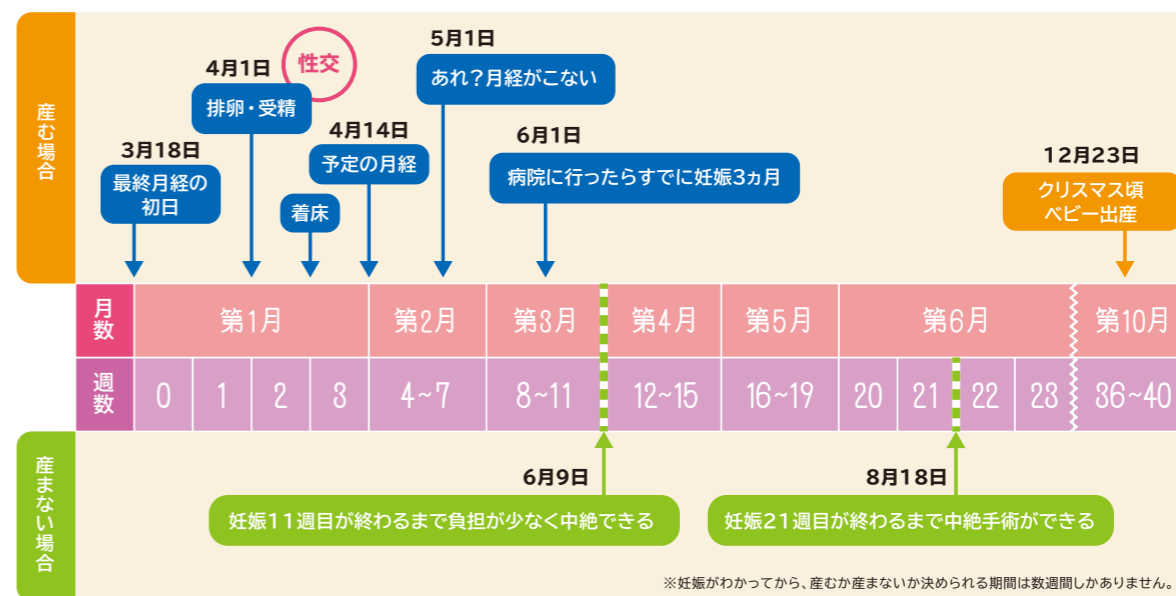 産む場合
3月18日
最終月経の
初日
4月1日
排卵・受精
性交
着床
4月14日
予定の月経
5月1日
あれ?月経がこない
6月1日
病院に行ったらすでに妊娠3ヵ月
12月23日
クリスマス頃
ベビー出産
月数 第1月 第2月 第3月 第4月 第5月 第6月 第10月
週数 0 1 2 3 4~7 8~11 12~15 16~19 20 21 22 23 36~40
産まない場合
6月9日
妊娠11週目が終わるまで負担が少なく中絶できる
8月18日
妊娠21週目が終わるまで中絶手術ができる
※妊娠がわかってから、産むか産まないか決められる期間は数週間しかありません。